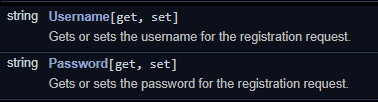 string Username[get, set]
Gets or sets the username for the registration request.
string Password[get, set]
Gets or sets the password for the registration request.